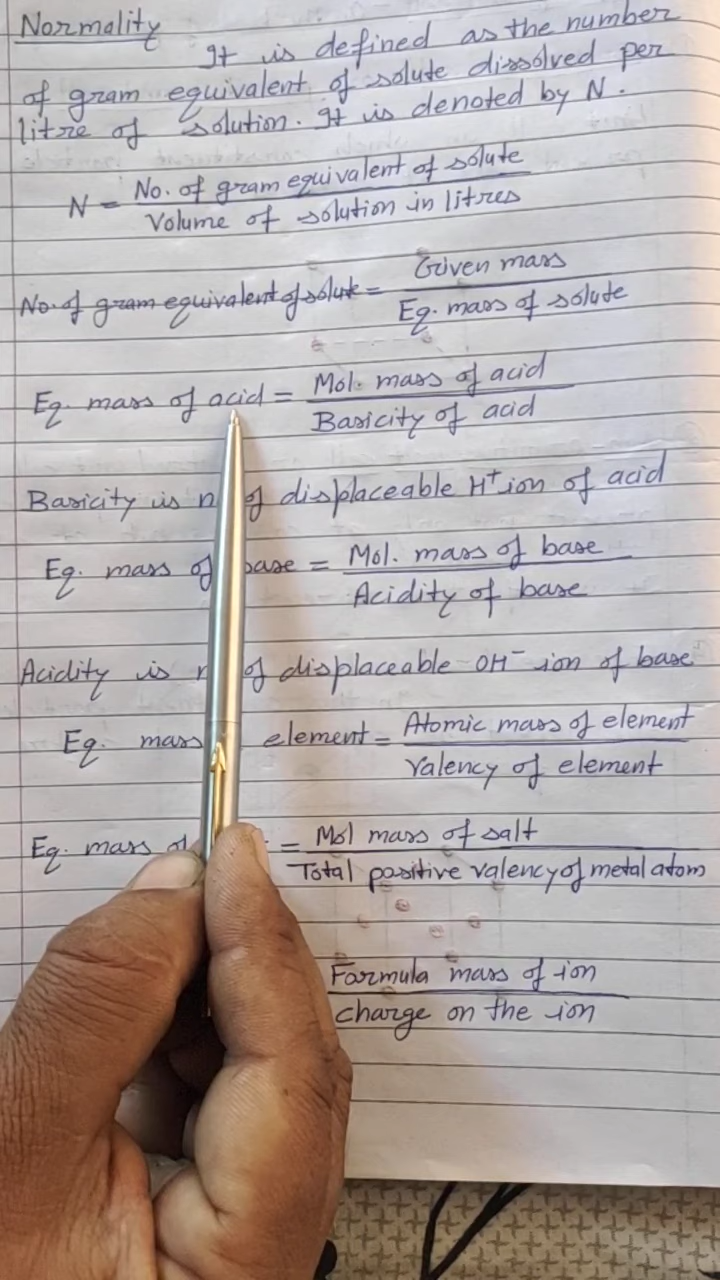 Normality
It is defined as the number
of gram equivalent of solute dissolved per
litre of solution. It is denoted by N.
N = No. of gram equivalent of solute
Volume of solution in litres
No. of gram equivalent of solute = Given mass
Eq. mass of solute
Eq. mass of acid = Mol. mass of acid
Basicity of acid
Basicity is n of displaceable H⁺ ion of acid
Eq. mass of base = Mol. mass of base
Acidity of base
Acidity is of displaceable OH⁻ ion of base
Eq. mass element = Atomic mass of element
Valency of element
Eq. mass of = Mol mass of salt
Total positive valency of metal atom
Formula mass of ion
charge on the ion